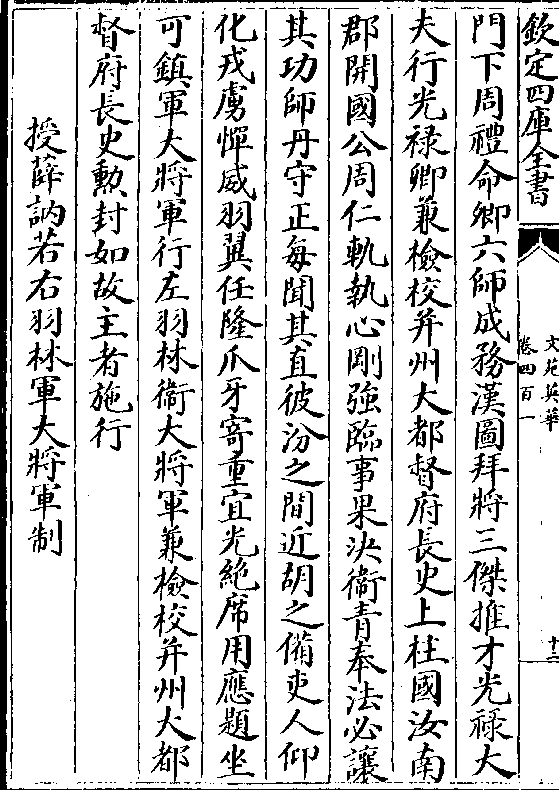 欽定四庫全書
文苑英華
卷四百一
十三
門下周禮命卿六師成務漢圖拜將三傑推才光祿大
夫行光祿卿兼檢校并州大都督府長史上柱國汝南
郡開國公周仁軌執心剛強臨事果決衛青奉法必讓
其功師丹守正每聞其直彼汾之間近胡之備吏人仰
化戎虜憚威羽翼任隆爪牙寄重宜光絶席用應題坐
可鎮軍大將軍行左羽林衛大將軍兼檢校并州大都
督府長史勲封如故主者施行
授薛訥若右羽林軍大將軍制